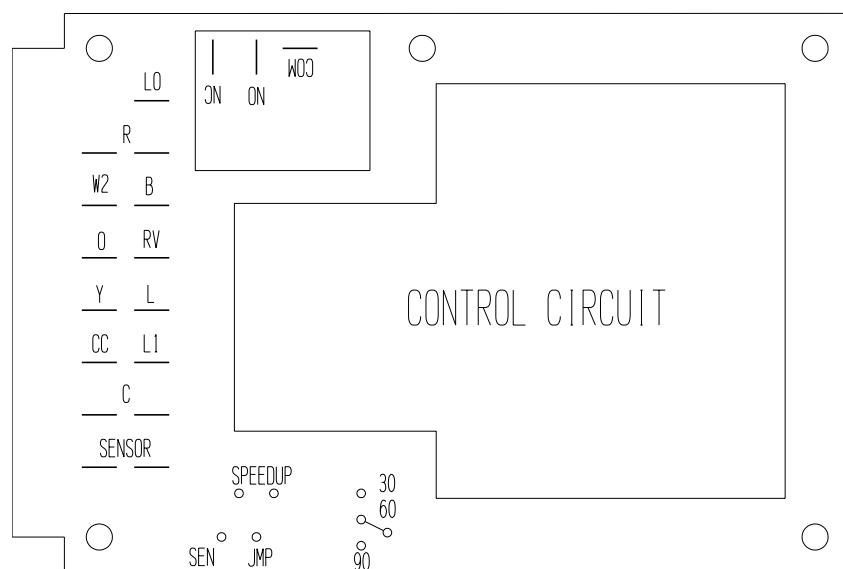 LO
NC NO COM
R
W2 B
O RV
Y L
CC L1
CONTROL CIRCUIT
C
SENSOR
SPEEDUP
30
60
SEN JMP
90